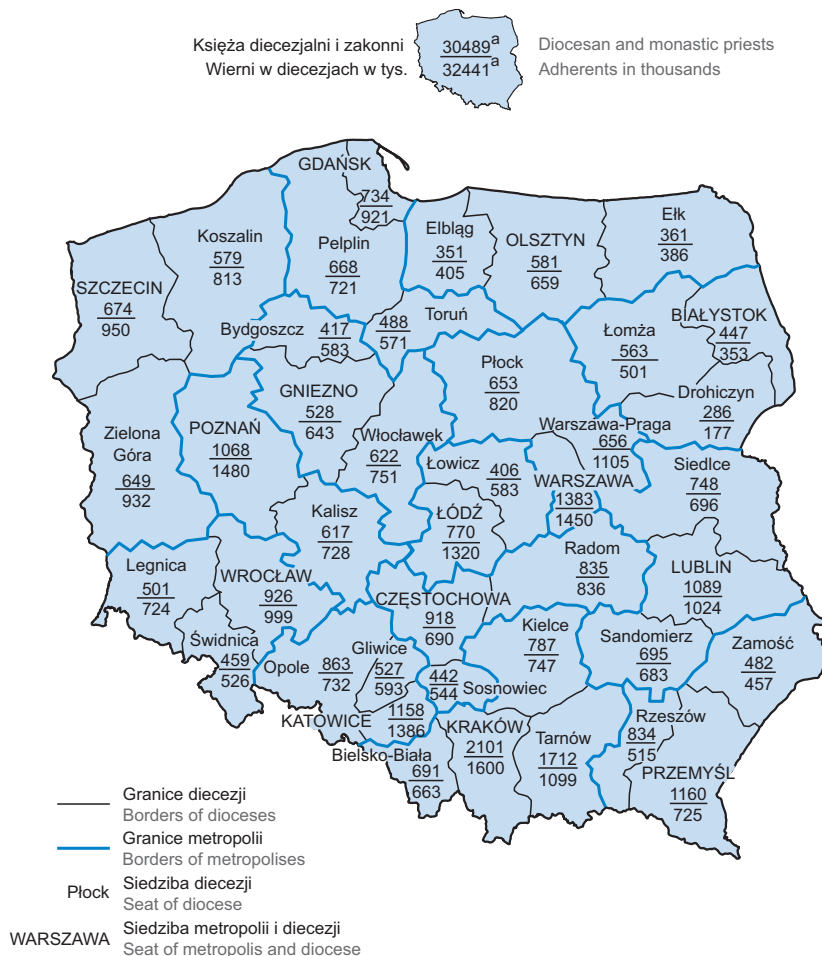 Księża diecezjalni i zakonni 30489a Diocesan and monastic priests
Wierni w diecezjach w tys. 32441a Adherents in thousands
GDAŃSK
734
921
Koszalin
579
813
Pelplin
668
721
Elbląg
351
405
OLSZTYN
581
659
Ełk
361
386
SZCZECIN
674
950
Bydgoszcz
417
583
Toruń
488
571
Łomża
563
501
BIAŁYSTOK
447
353
Płock
653
820
Drohiczyn
286
177
GNIEZNO
528
643
POZNAŃ
1068
1480
Zielona
Góra
649
932
Włocławek
622
751
Warszawa-Praga
656
1105
Łowicz
406
583
WARSZAWA
1383
1450
Siedlce
748
696
Kalisz
617
728
ŁÓDŹ
770
1320
Radom
835
836
LUBLIN
1089
1024
Legnica
501
724
WROCŁAW
926
999
CZĘSTOCHOWA
918
690
Kielce
787
747
Sandomierz
695
683
Zamość
482
457
Świdnica
459
526
Opole
863
732
Gliwice
527
593
442
544
Sosnowiec
KATOWICE
1158
1386
KRAKÓW
2101
1600
Tarnów
1712
1099
Rzeszów
834
515
Bielsko-Biała
691
663
PRZEMYŚL
1160
725
Granice diecezji
Borders of dioceses
Granice metropolii
Borders of metropolises
Płock Siedziba diecezji
Seat of diocese
WARSZAWA Siedziba metropolii i diecezji
Seat of metropolis and diocese